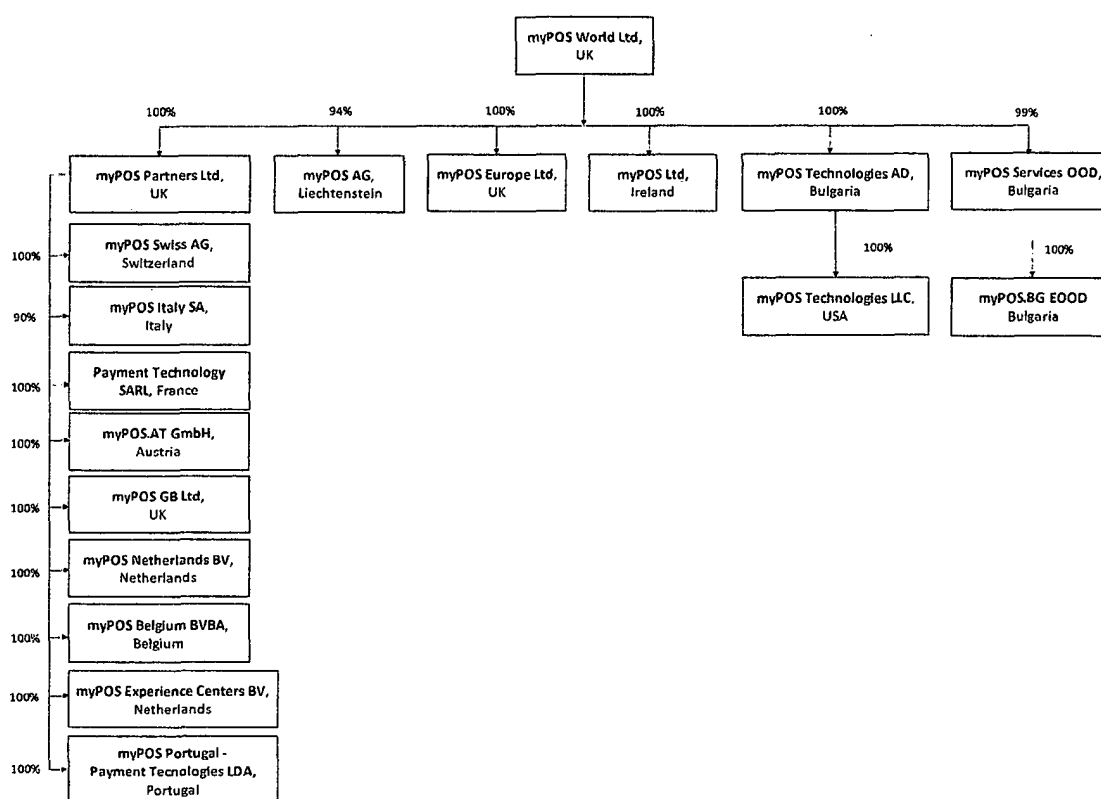 myPOS World Ltd,
UK
100%
94%
100%
100%
100%
99%
myPOS Partners Ltd,
UK
myPOS AG,
Liechtenstein
myPOS Europe Ltd,
UK
myPOS Ltd,
Ireland
myPOS Technologies AD,
Bulgaria
myPOS Services OOD,
Bulgaria
100%
myPOS Swiss AG,
Switzerland
100%
100%
myPOS Technologies LLC,
USA
myPOS.BG EOOD
Bulgaria
90%
myPOS Italy SA,
Italy
100%
Payment Technology
SARL, France
100%
myPOS.AT GmbH,
Austria
100%
myPOS GB Ltd,
UK
100%
myPOS Netherlands BV,
Netherlands
100%
myPOS Belgium BVBA,
Belgium
100%
myPOS Experience Centers BV,
Netherlands
100%
myPOS Portugal -
Payment Tecnologies LDA,
Portugal